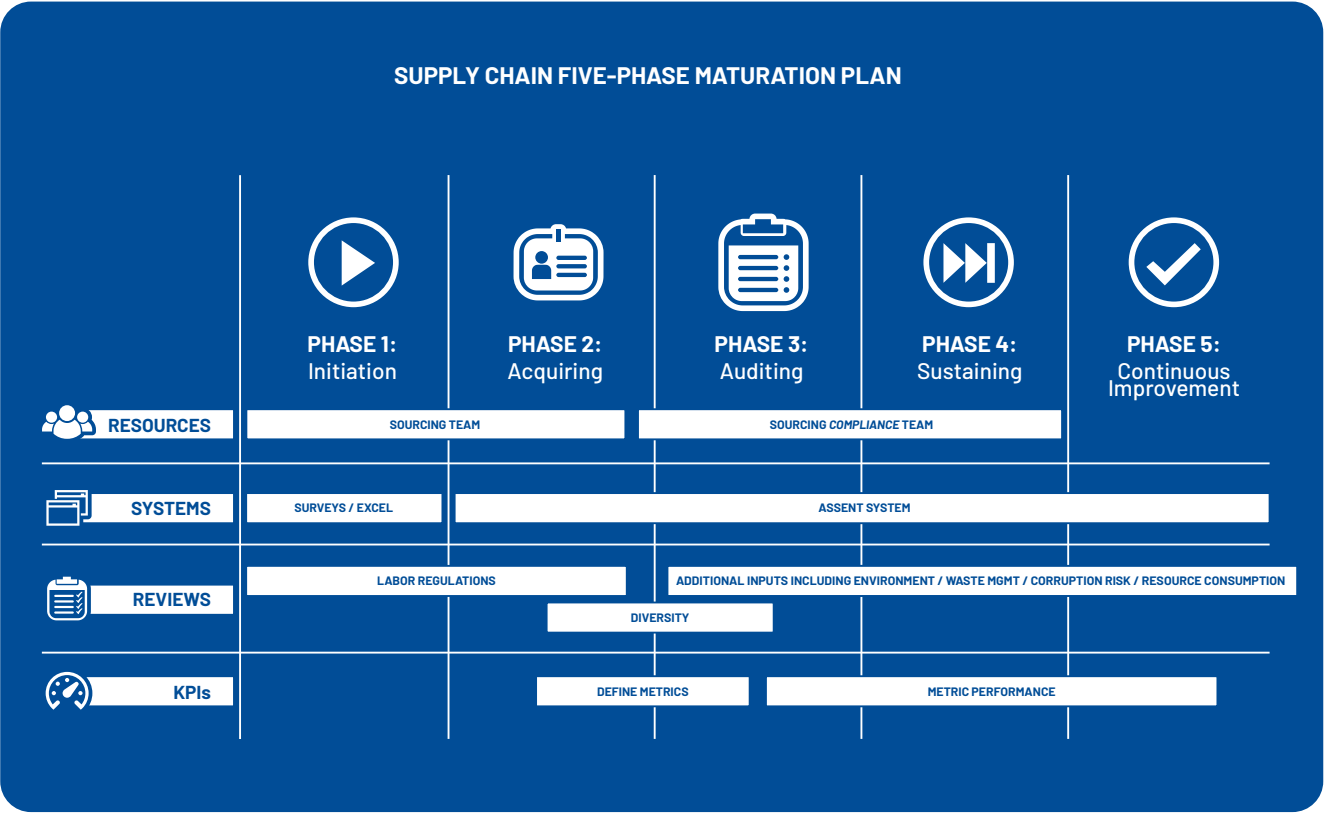 SUPPLY CHAIN FIVE-PHASE MATURATION PLAN
PHASE 1:
Initiation
PHASE 2:
Acquiring
PHASE 3:
Auditing
PHASE 4:
Sustaining
PHASE 5:
Continuous
Improvement
RESOURCES
SOURCING TEAM
SOURCING COMPLIANCE TEAM
SYSTEMS
SURVEYS / EXCEL
ASSENT SYSTEM
REVIEWS
LABOR REGULATIONS
ADDITIONAL INPUTS INCLUDING ENVIRONMENT / WASTE MGMT / CORRUPTION RISK / RESOURCE CONSUMPTION
DIVERSITY
KPIs
DEFINE METRICS
METRIC PERFORMANCE